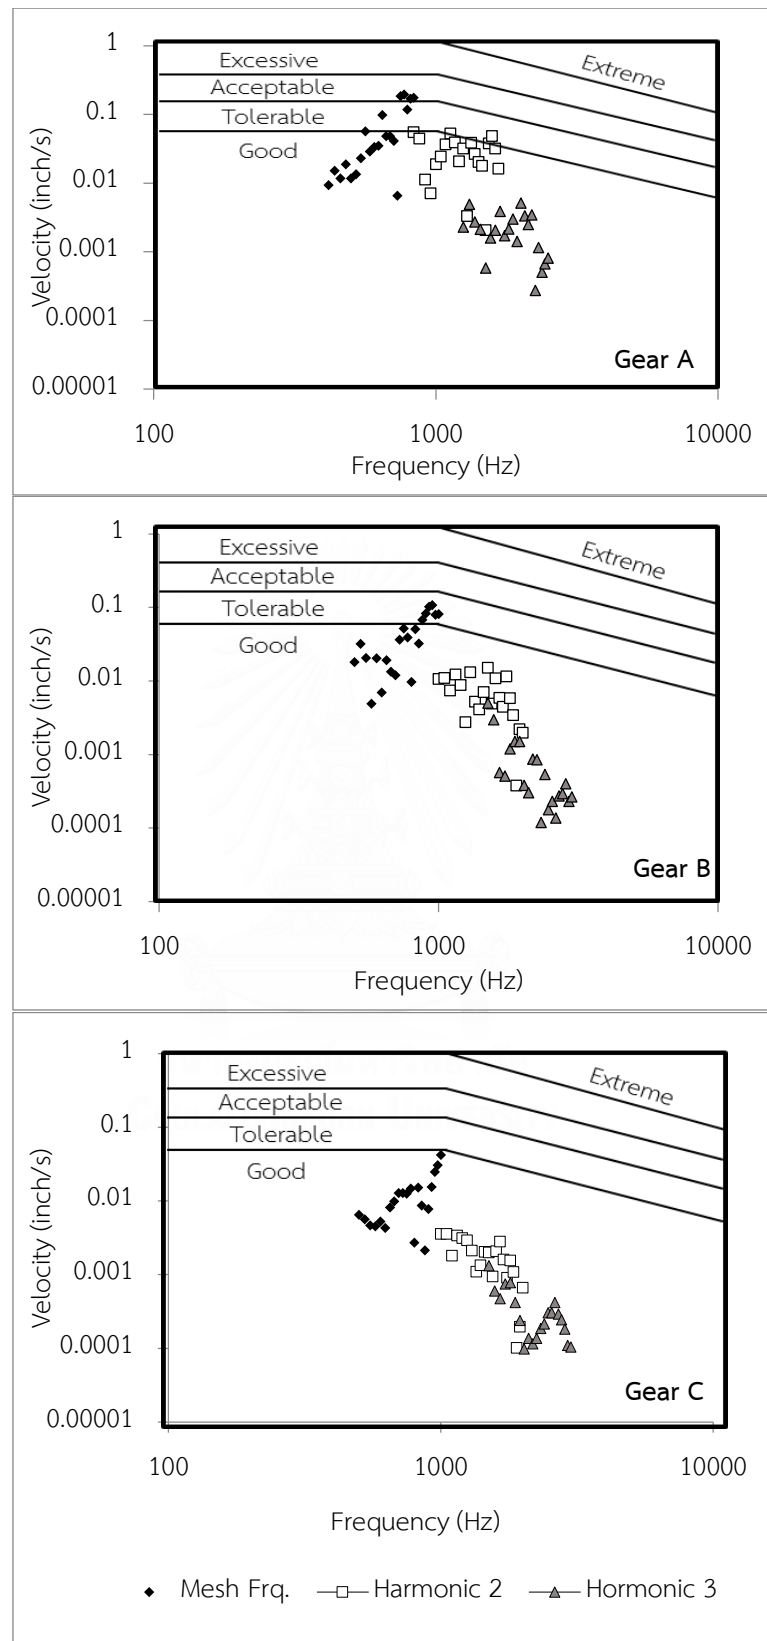 1
Excessive
Extreme
Acceptable
0.1
Tolerable
Good
0.01
0.001
0.0001
Gear A
0.00001
100 1000 10000
Velocity (inch/s)
Frequency (Hz)
1
Excessive
Extreme
Acceptable
0.1
Tolerable
Good
0.01
0.001
0.0001
Gear B
0.00001
100 1000 10000
Velocity (inch/s)
Frequency (Hz)
1
Excessive
Extreme
Acceptable
0.1
Tolerable
Good
0.01
0.001
0.0001
Gear C
0.00001
100 1000 10000
Velocity (inch/s)
Frequency (Hz)
Mesh Frq. Harmonic 2 Hormonic 3